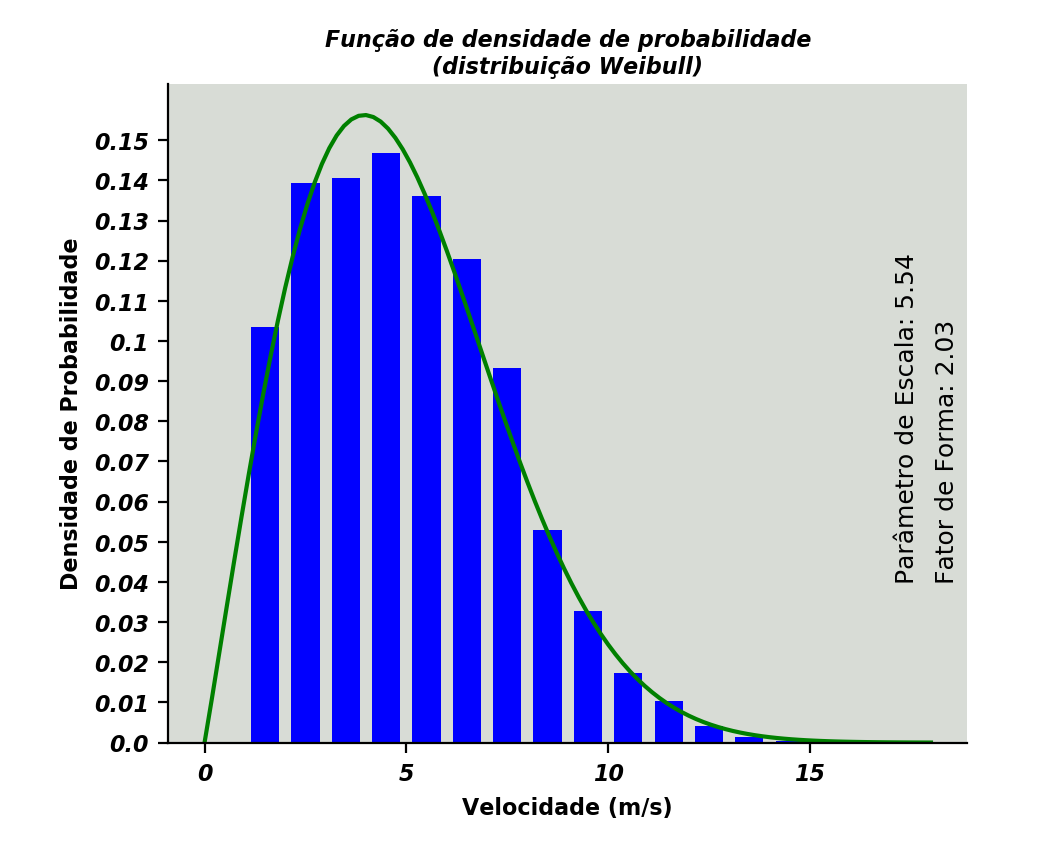 Função de densidade de probabilidade
(distribuição Weibull)
0.15
0.14
0.13
0.12
0.11
0.1
0.09
0.08
0.07
0.06
0.05
0.04
0.03
0.02
0.01
0.0
Densidade de Probabilidade
0 5 10 15
Velocidade (m/s)
Parâmetro de Escala: 5.54
Fator de Forma: 2.03